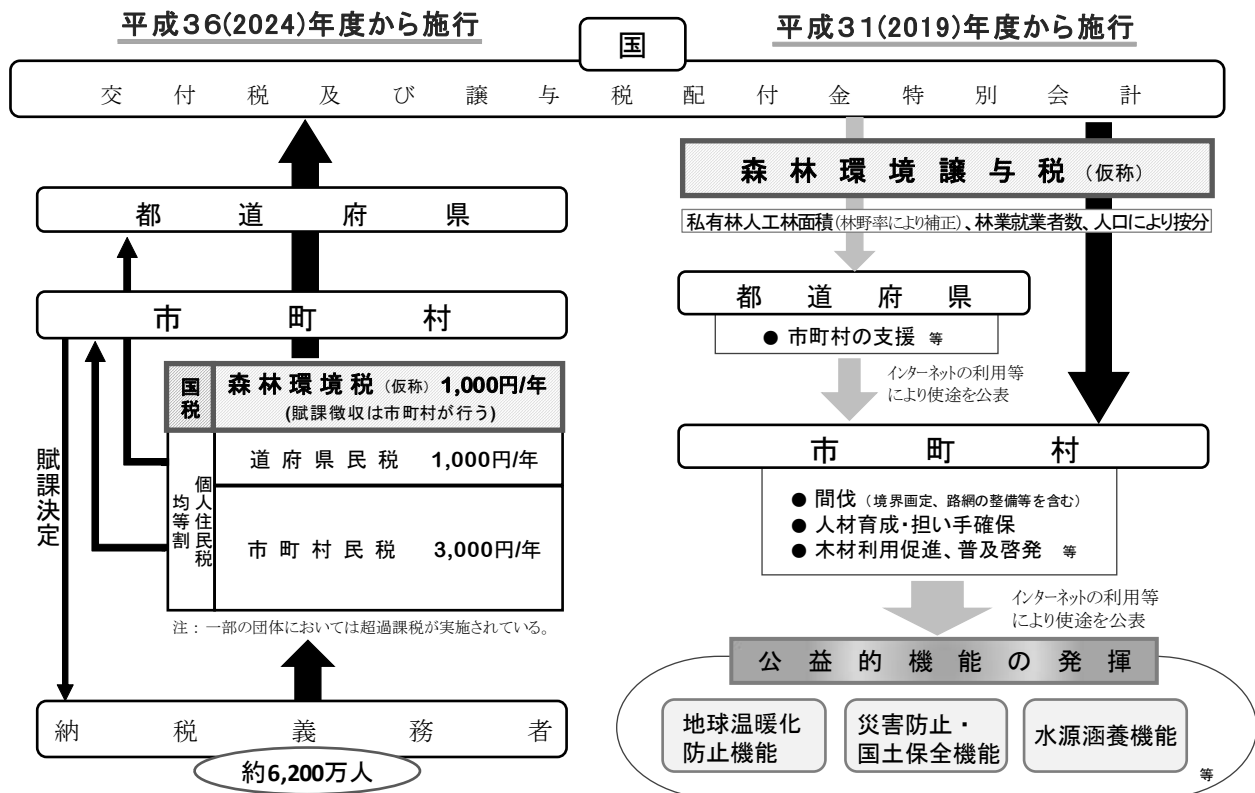 平成36(2024)年度から施行
平成31(2019)年度から施行
国
交付税及び譲与税配付金特別会計
都道府県
市町村
国税
森林環境税(仮称) 1,000円/年
(賦課徴収は市町村が行う)
個人住民税
均等割
道府県民税 1,000円/年
市町村民税 3,000円/年
賦課決定
注:一部の団体においては超過課税が実施されている。
納税義務者
約6,200万人
森林環境譲与税(仮称)
私有林人工林面積(林野率により補正)、林業就業者数、人口により按分
都道府県
● 市町村の支援 等
インターネットの利用等
により使途を公表
市町村
● 間伐(境界画定、路網の整備等を含む)
● 人材育成・担い手確保
● 木材利用促進、普及啓発 等
インターネットの利用等
により使途を公表
公益的機能の発揮
地球温暖化
防止機能
災害防止・
国土保全機能
水源涵養機能
等